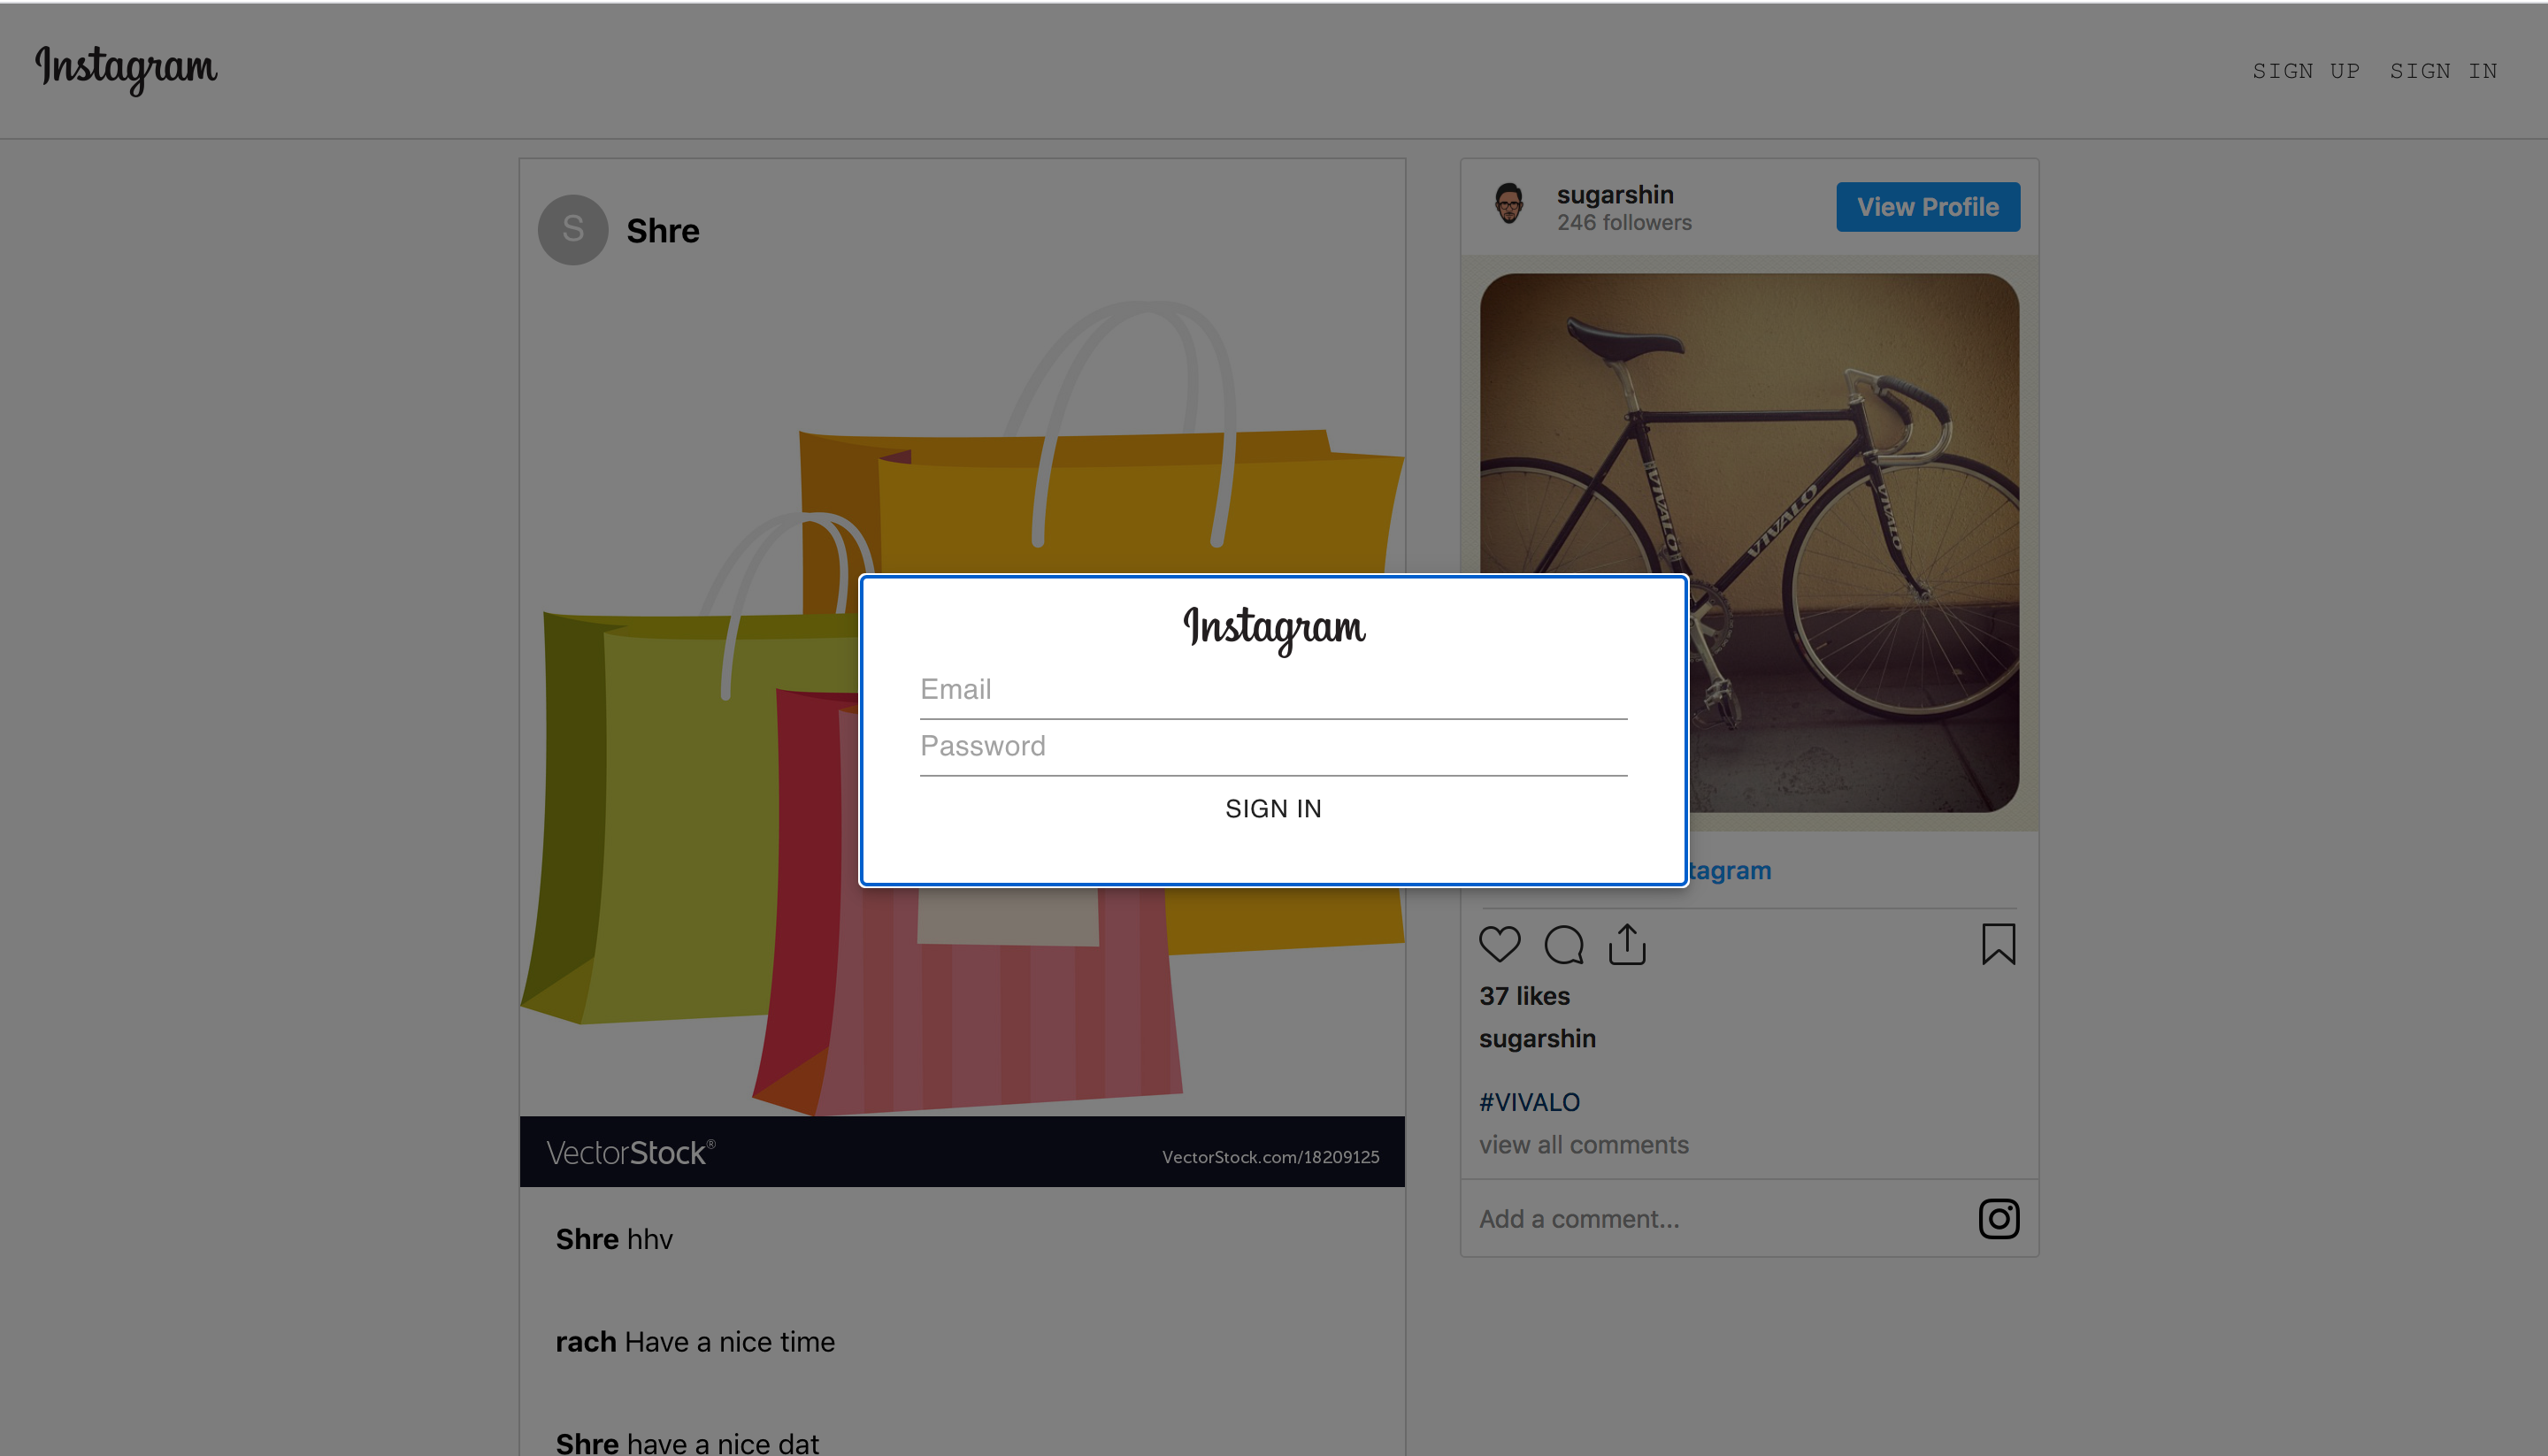 Instagram
SIGN UP SIGN IN
S Shre
VectorStock®
VectorStock.com/18209125
Shre hhv
rach Have a nice time
Shre have a nice dat
Instagram
Email
Password
SIGN IN
sugarshin
246 followers
View Profile
VIVALO
VIVALO
VIVALO
tagram
37 likes
sugarshin
#VIVALO
view all comments
Add a comment...